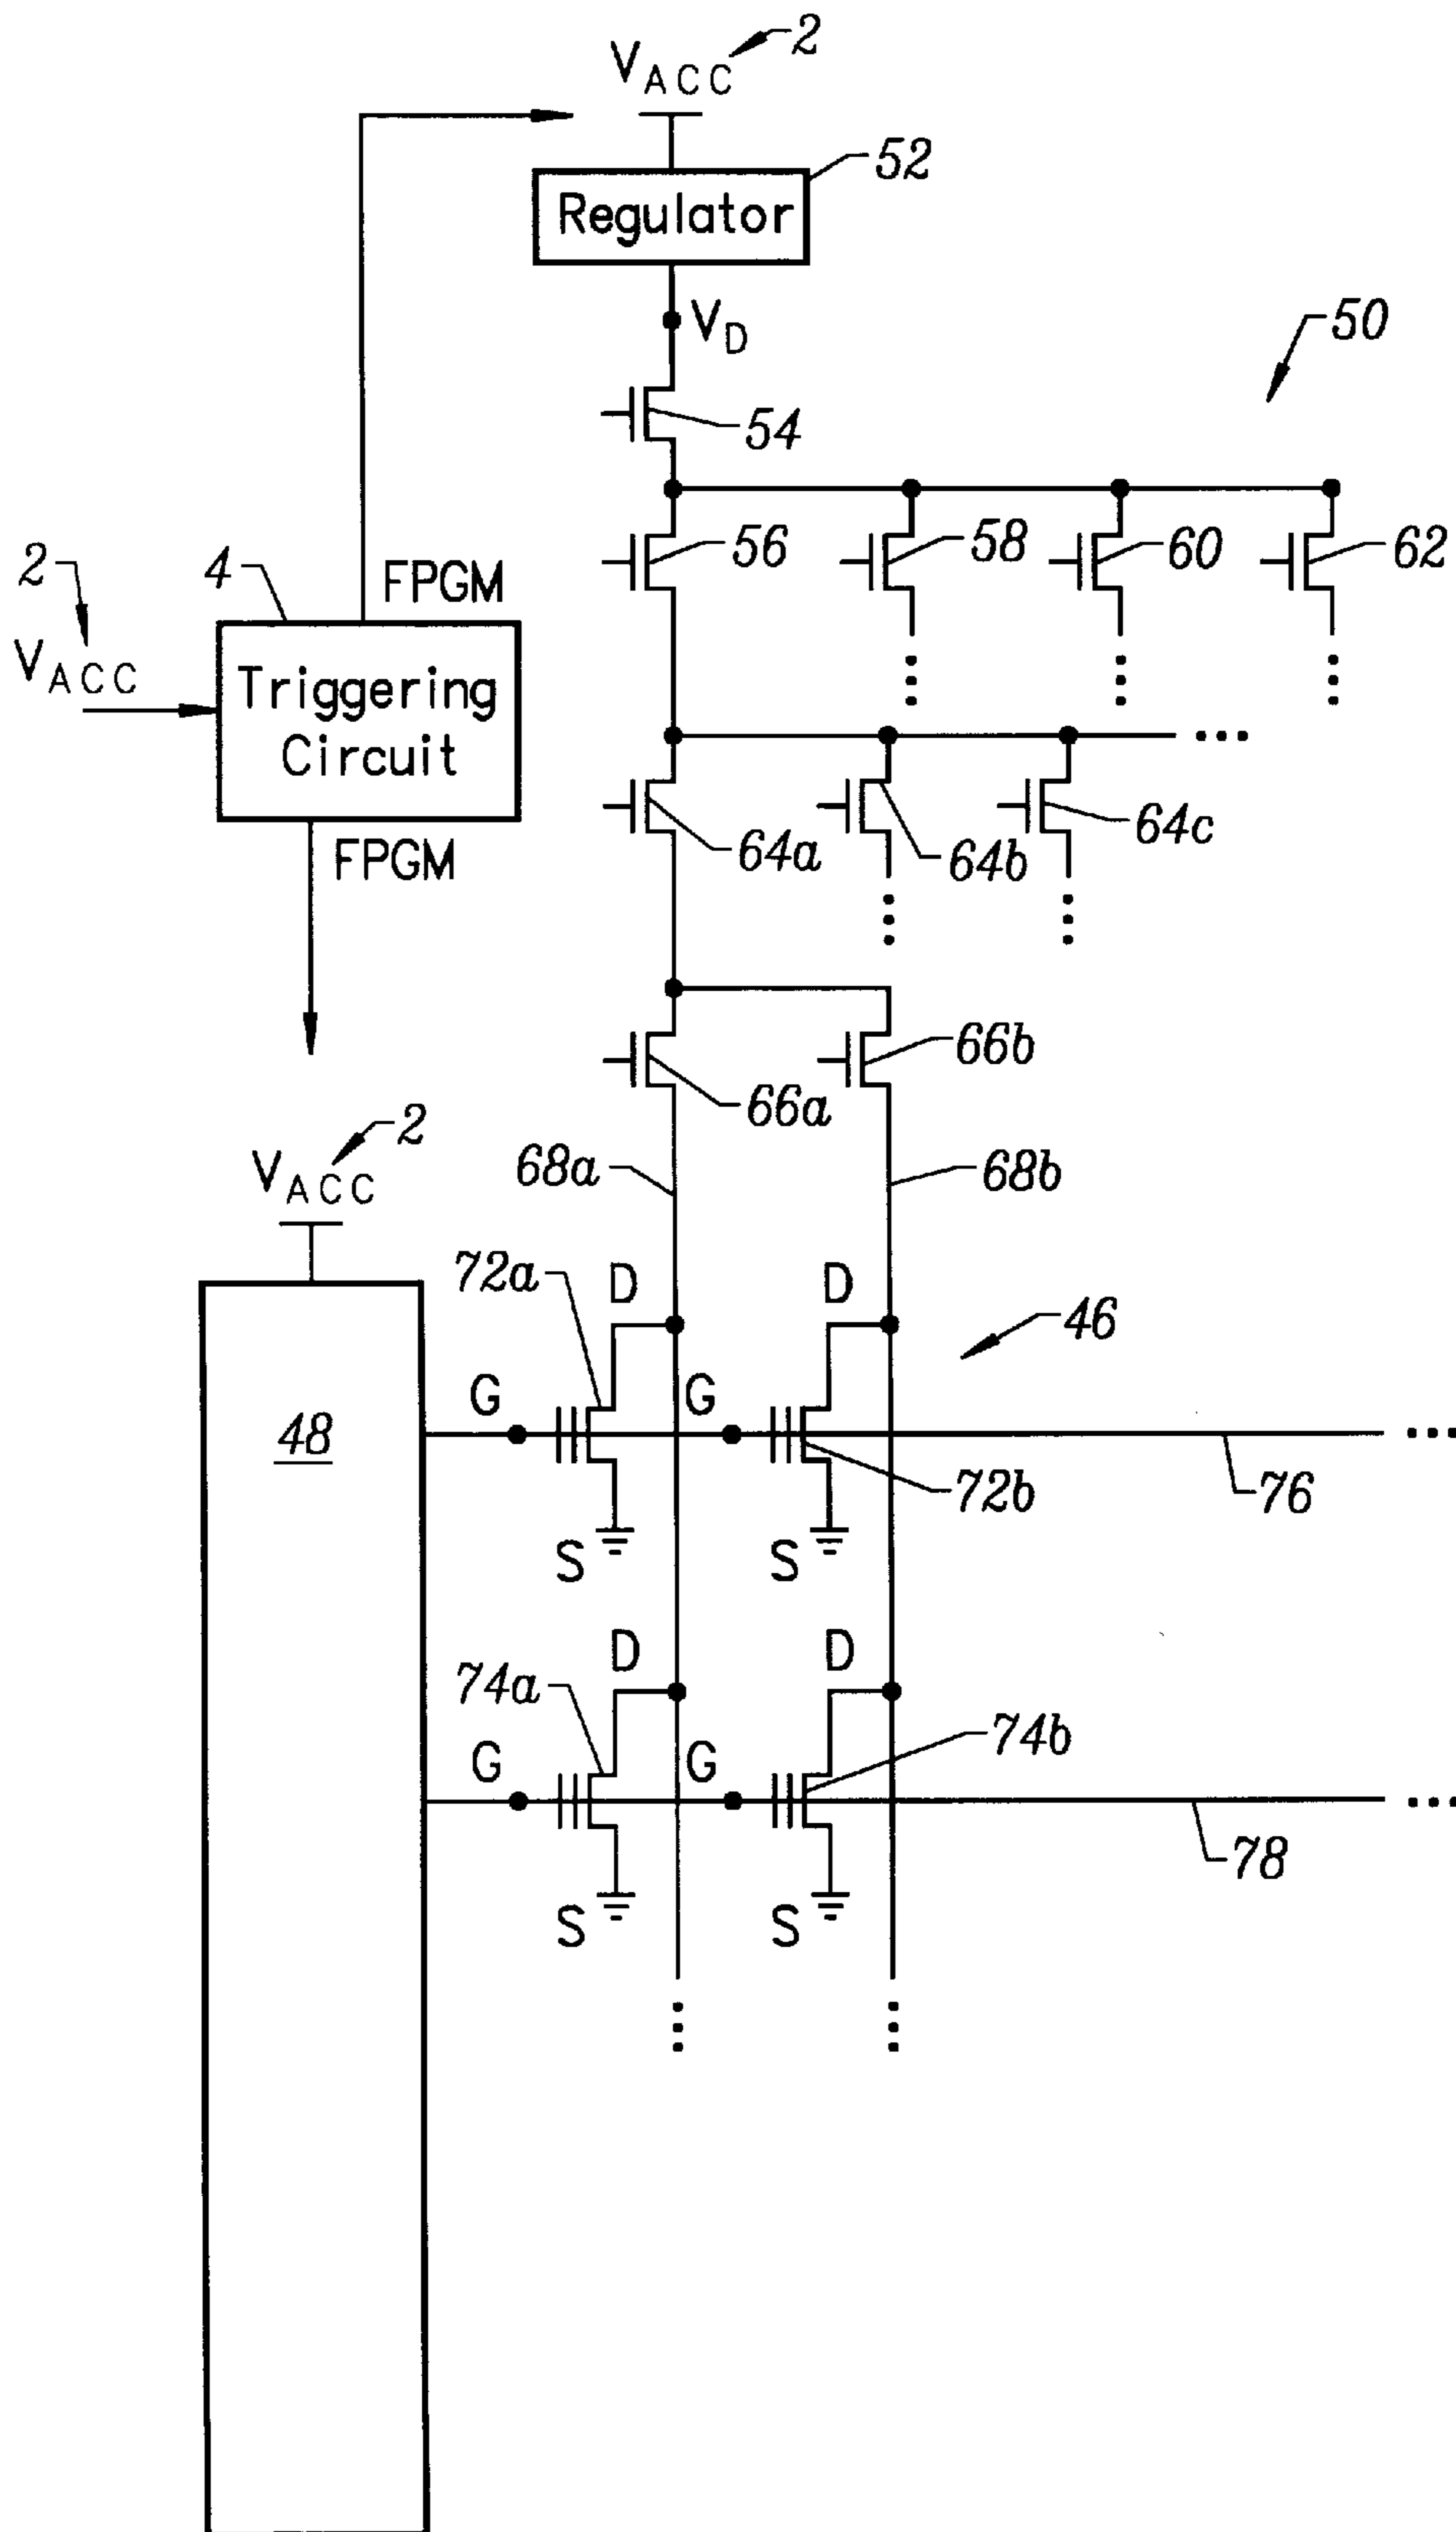 2
VACC
52
Regulator
VD
50
54
56
58
60
62
2
4
FPGM
VACC
Triggering
Circuit
64a
64b
64c
FPGM
66a
66b
2
VACC
68a
68b
72a
D
D
46
G
G
48
72b
76
S
S
D
D
74a
74b
G
G
78
S
S